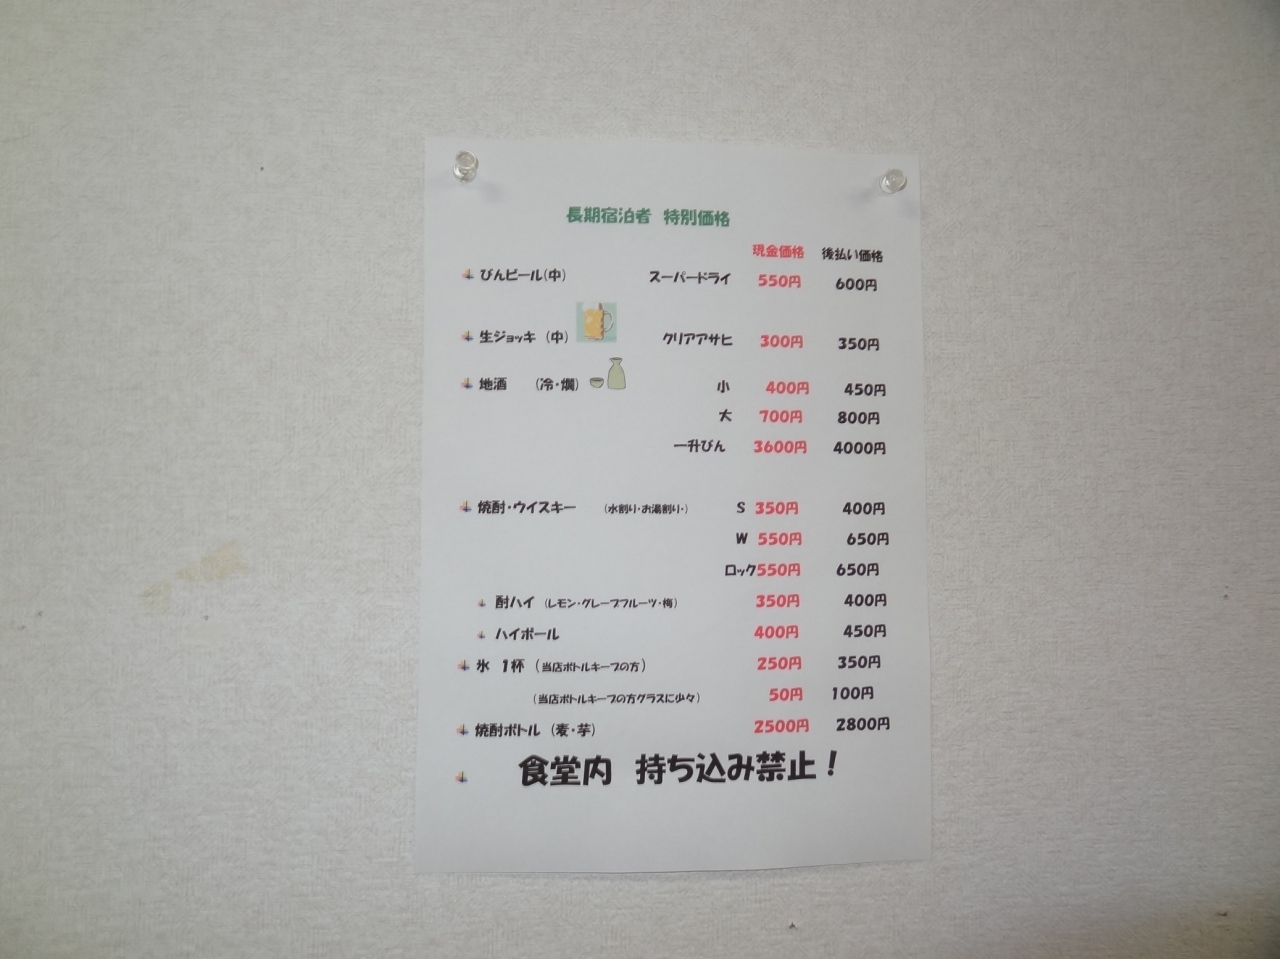 長期宿泊者 特別価格
現金価格 後払い価格
びんビール(中) スーパードライ 550円 600円
生ジョッキ (中) クリアアサヒ 300円 350円
地酒 (冷・燗) 小 400円 450円
大 700円 800円
一升びん 3600円 4000円
焼酎・ウイスキー (水割り・お湯割り・) S 350円 400円
W 550円 650円
ロック 550円 650円
酎ハイ (レモン・グレープフルーツ・梅) 350円 400円
ハイボール 400円 450円
氷 1杯 (当店ボトルキープの方) 250円 350円
(当店ボトルキープの方グラスに少々) 50円 100円
焼酎ボトル (麦・芋) 2500円 2800円
食堂内 持ち込み禁止!